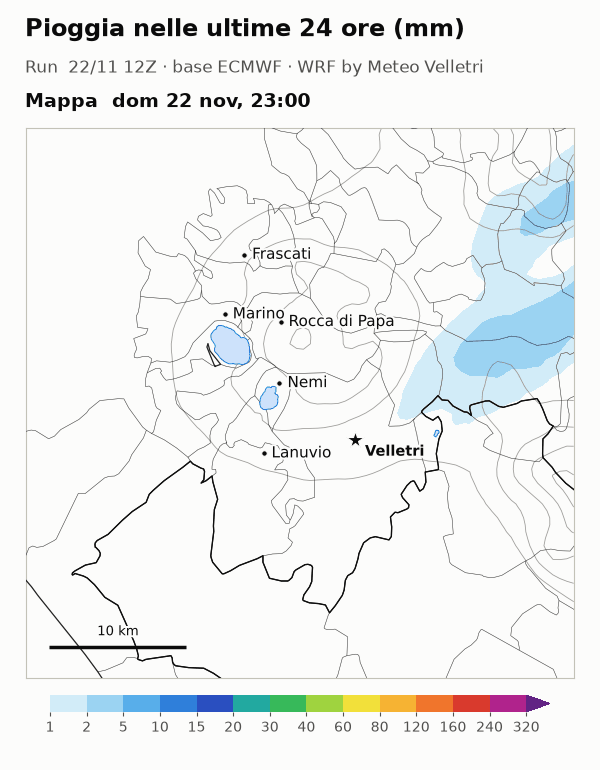 Pioggia nelle ultime 24 ore (mm)
Run  22/11 12Z · base ECMWF · WRF by Meteo Velletri
Mappa  dom 22 nov, 23:00
Frascati
Marino
Rocca di Papa
Nemi
Velletri
Lanuvio
10 km
1 2 5 10 15 20 30 40 60 80 120 160 240 320